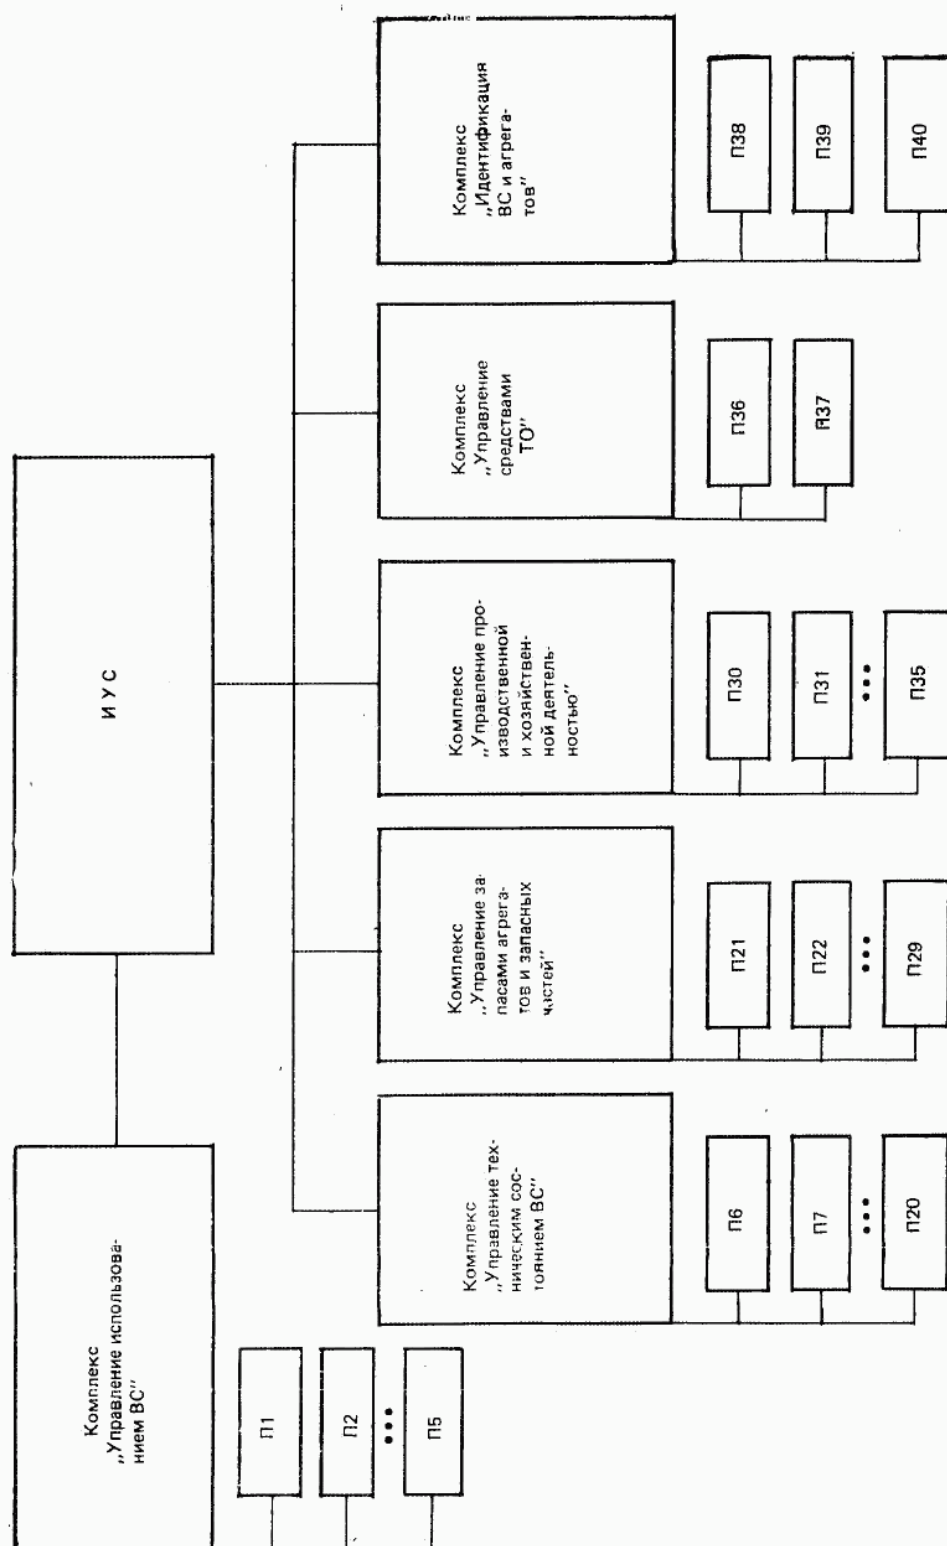 И У С
Комплекс
„Управление использова-
нием ВС”
П1
П2
•••
П5
Комплекс
„Управление тех-
ническим сос-
тоянием ВС”
П6
П7
•••
П20
Комплекс
„Управление за-
пасами агрега-
тов и запасных
частей”
П21
П22
•••
П29
Комплекс
„Управление про-
изводственной
и хозяйствен-
ной деятель-
ностью”
П30
П31
•••
П35
Комплекс
„Управление
средствами
ТО”
П36
П37
Комплекс
„Идентификация
ВС и агрега-
тов”
П38
П39
П40